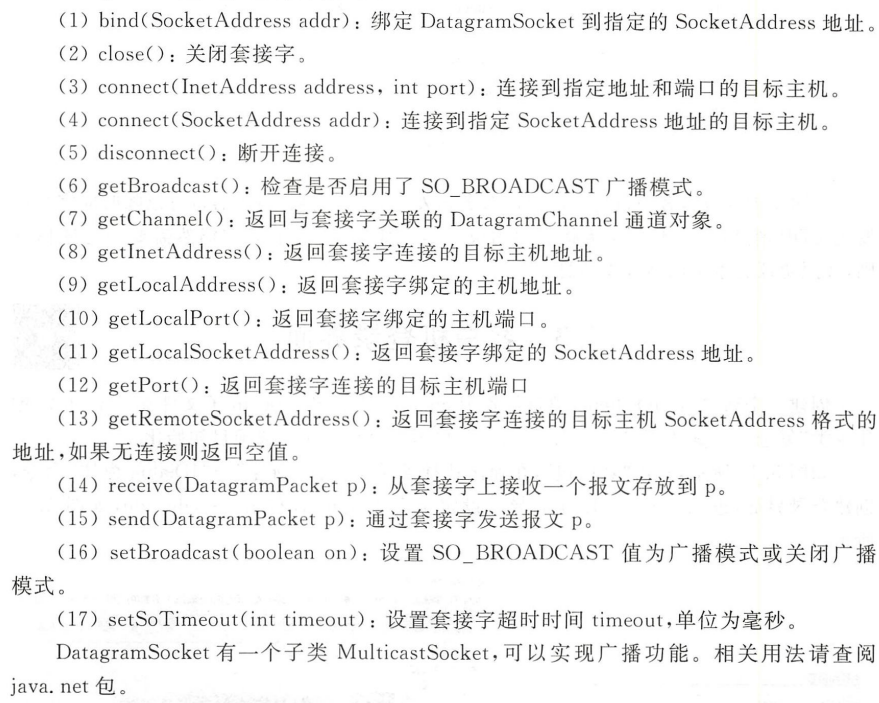 (1) bind(SocketAddress addr): 绑定 DatagramSocket 到指定的 SocketAddress 地址。
(2) close(): 关闭套接字。
(3) connect(InetAddress address, int port): 连接到指定地址和端口的目标主机。
(4) connect(SocketAddress addr): 连接到指定 SocketAddress 地址的目标主机。
(5) disconnect(): 断开连接。
(6) getBroadcast(): 检查是否启用了 SO_BROADCAST 广播模式。
(7) getChannel(): 返回与套接字关联的 DatagramChannel 通道对象。
(8) getInetAddress(): 返回套接字连接的目标主机地址。
(9) getLocalAddress(): 返回套接字绑定的主机地址。
(10) getLocalPort(): 返回套接字绑定的主机端口。
(11) getLocalSocketAddress(): 返回套接字绑定的 SocketAddress 地址。
(12) getPort(): 返回套接字连接的目标主机端口
(13) getRemoteSocketAddress(): 返回套接字连接的目标主机 SocketAddress 格式的
地址,如果无连接则返回空值。
(14) receive(DatagramPacket p): 从套接字上接收一个报文存放到 p。
(15) send(DatagramPacket p): 通过套接字发送报文 p。
(16) setBroadcast(boolean on): 设置 SO_BROADCAST 值为广播模式或关闭广播
模式。
(17) setSoTimeout(int timeout): 设置套接字超时时间 timeout,单位为毫秒。
DatagramSocket 有一个子类 MulticastSocket,可以实现广播功能。相关用法请查阅
java. net 包。